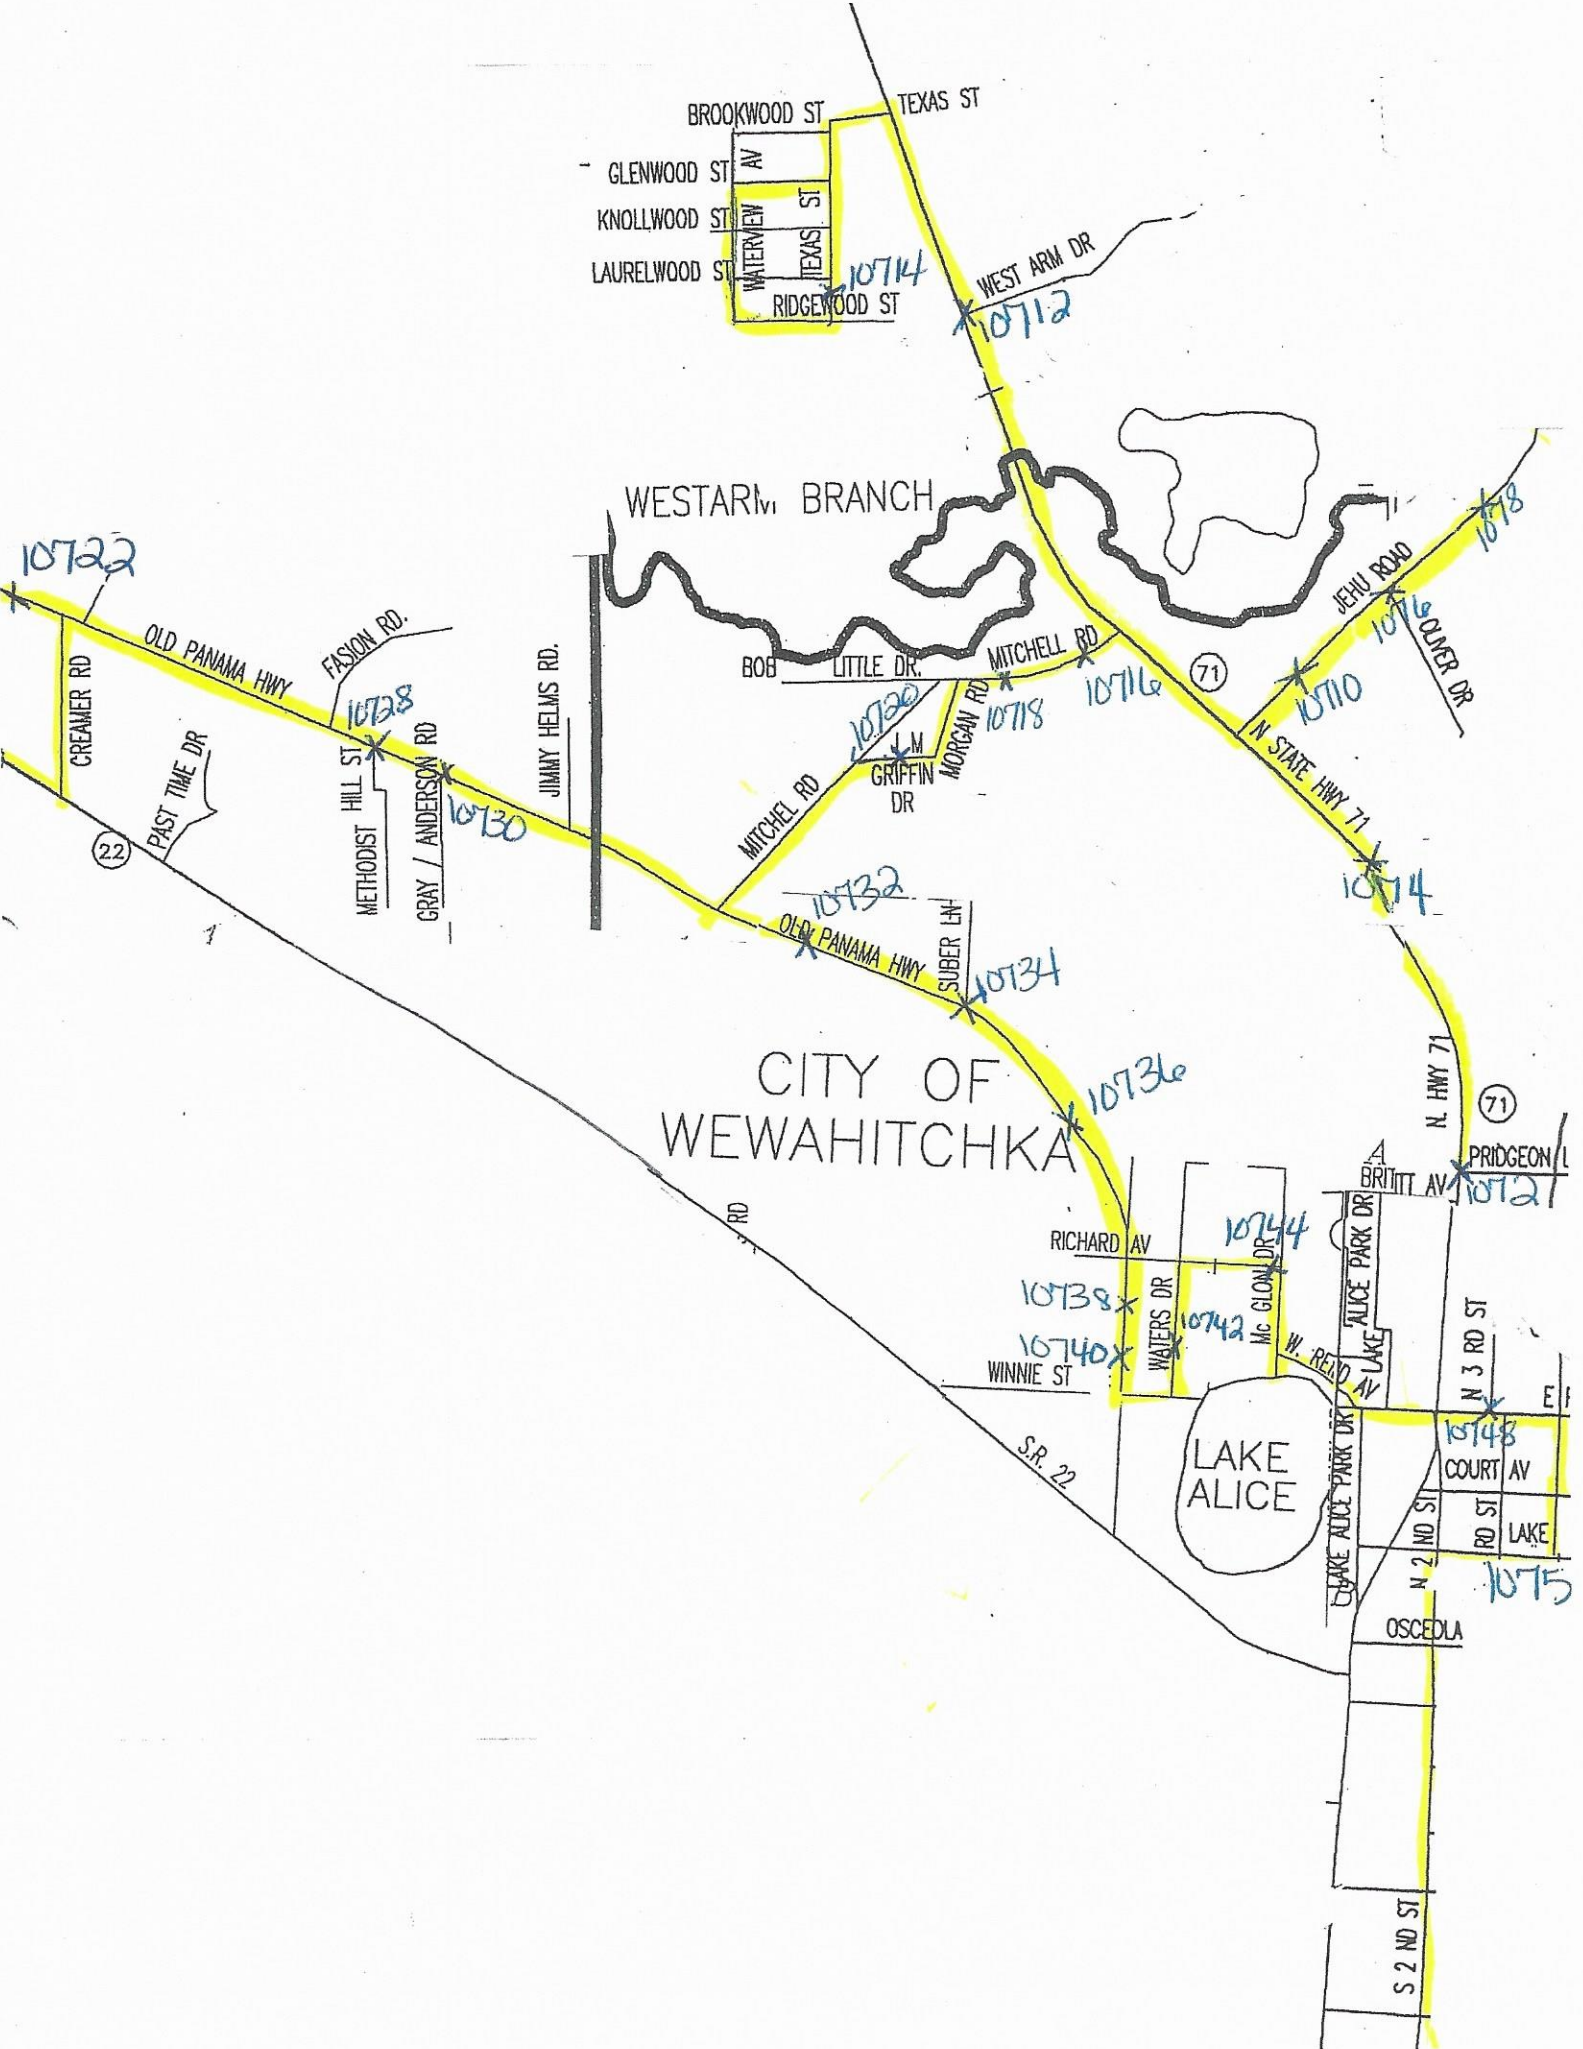 BROOKWOOD ST
TEXAS ST
GLENWOOD ST
AV
KNOLLWOOD ST
WATERVIEW
TEXAS ST
LAURELWOOD ST
10714
RIDGEWOOD ST
WEST ARM DR
10712
WESTARM BRANCH
1078
10722
JEHU ROAD
1076
OLIVER DR
OLD PANAMA HWY
FASION RD.
CREAMER RD
10728
PAST TIME DR
METHODIST HILL ST
GRAY / ANDERSON RD
10730
JIMMY HELMS RD.
22
BOB LITTLE DR.
MITCHELL RD
10716
71
10710
10720
10718
MORGAN RD
J M
GRIFFIN
DR
MITCHEL RD
N STATE HWY 71
1074
10732
OLD PANAMA HWY
SUBER LN
10734
CITY OF
WEWAHITCHKA
10736
N. HWY 71
71
PRIDGEON L
A
BRITT AV
1072
RD
RICHARD AV
10744
10738
WATERS DR
10742
Mc GLON DR
LAKE ALICE PARK DR
10740
WINNIE ST
W. REID AV
N 3 RD ST
E
10748
S.R. 22
LAKE
ALICE
LAKE ALICE PARK DR
COURT AV
N 2 ND ST
RD ST
LAKE
1075
OSCEOLA
S 2 ND ST